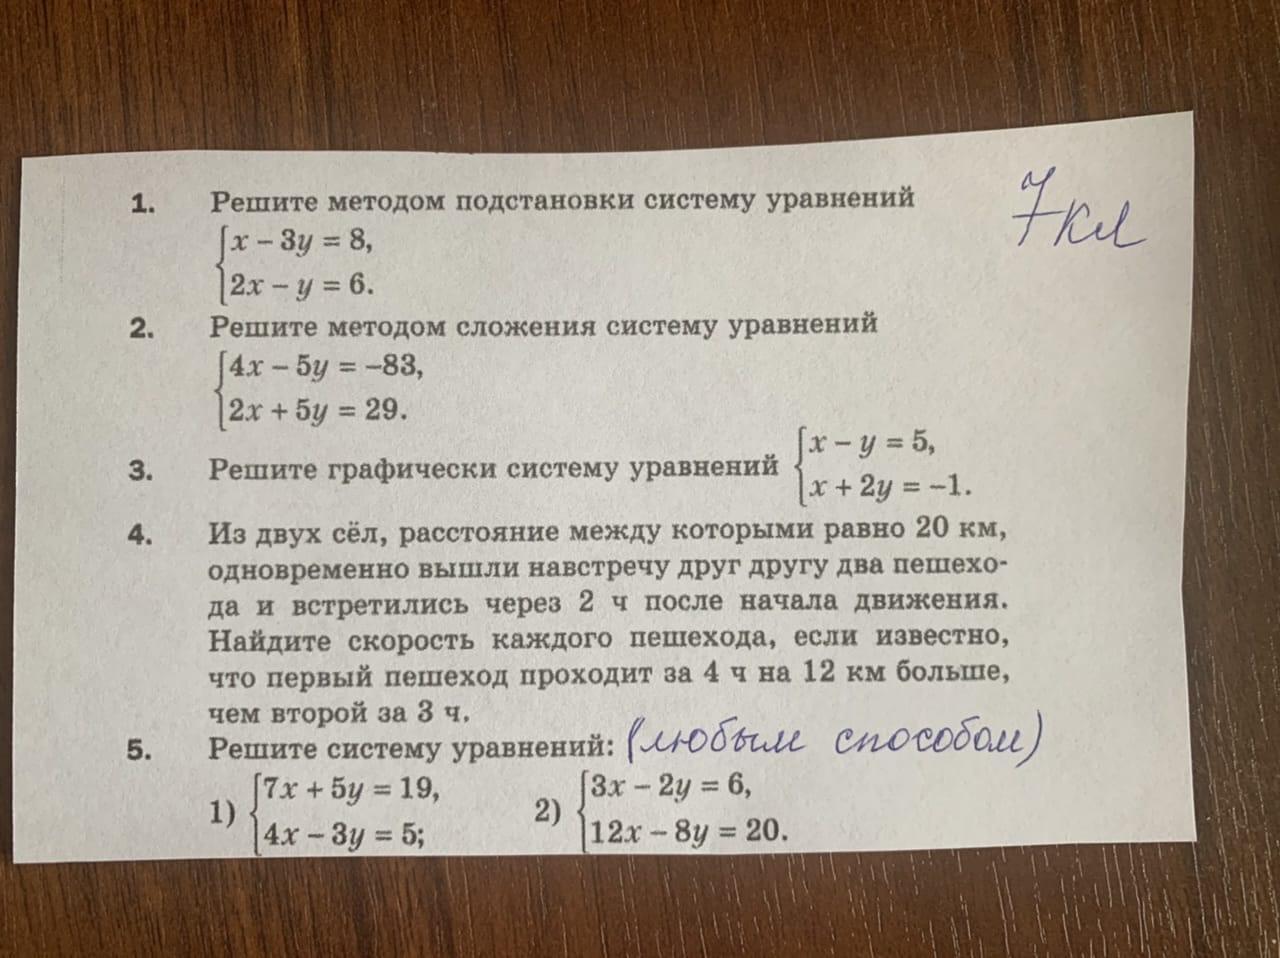 7 кл
1. Решите методом подстановки систему уравнений
x – 3y = 8,
2x – y = 6.
2. Решите методом сложения систему уравнений
4x – 5y = –83,
2x + 5y = 29.
3. Решите графически систему уравнений
x – y = 5,
x + 2y = –1.
4. Из двух сёл, расстояние между которыми равно 20 км,
одновременно вышли навстречу друг другу два пешехо-
да и встретились через 2 ч после начала движения.
Найдите скорость каждого пешехода, если известно,
что первый пешеход проходит за 4 ч на 12 км больше,
чем второй за 3 ч.
5. Решите систему уравнений: (любым способом)
1) 7x + 5y = 19,
4x – 3y = 5;
2) 3x – 2y = 6,
12x – 8y = 20.